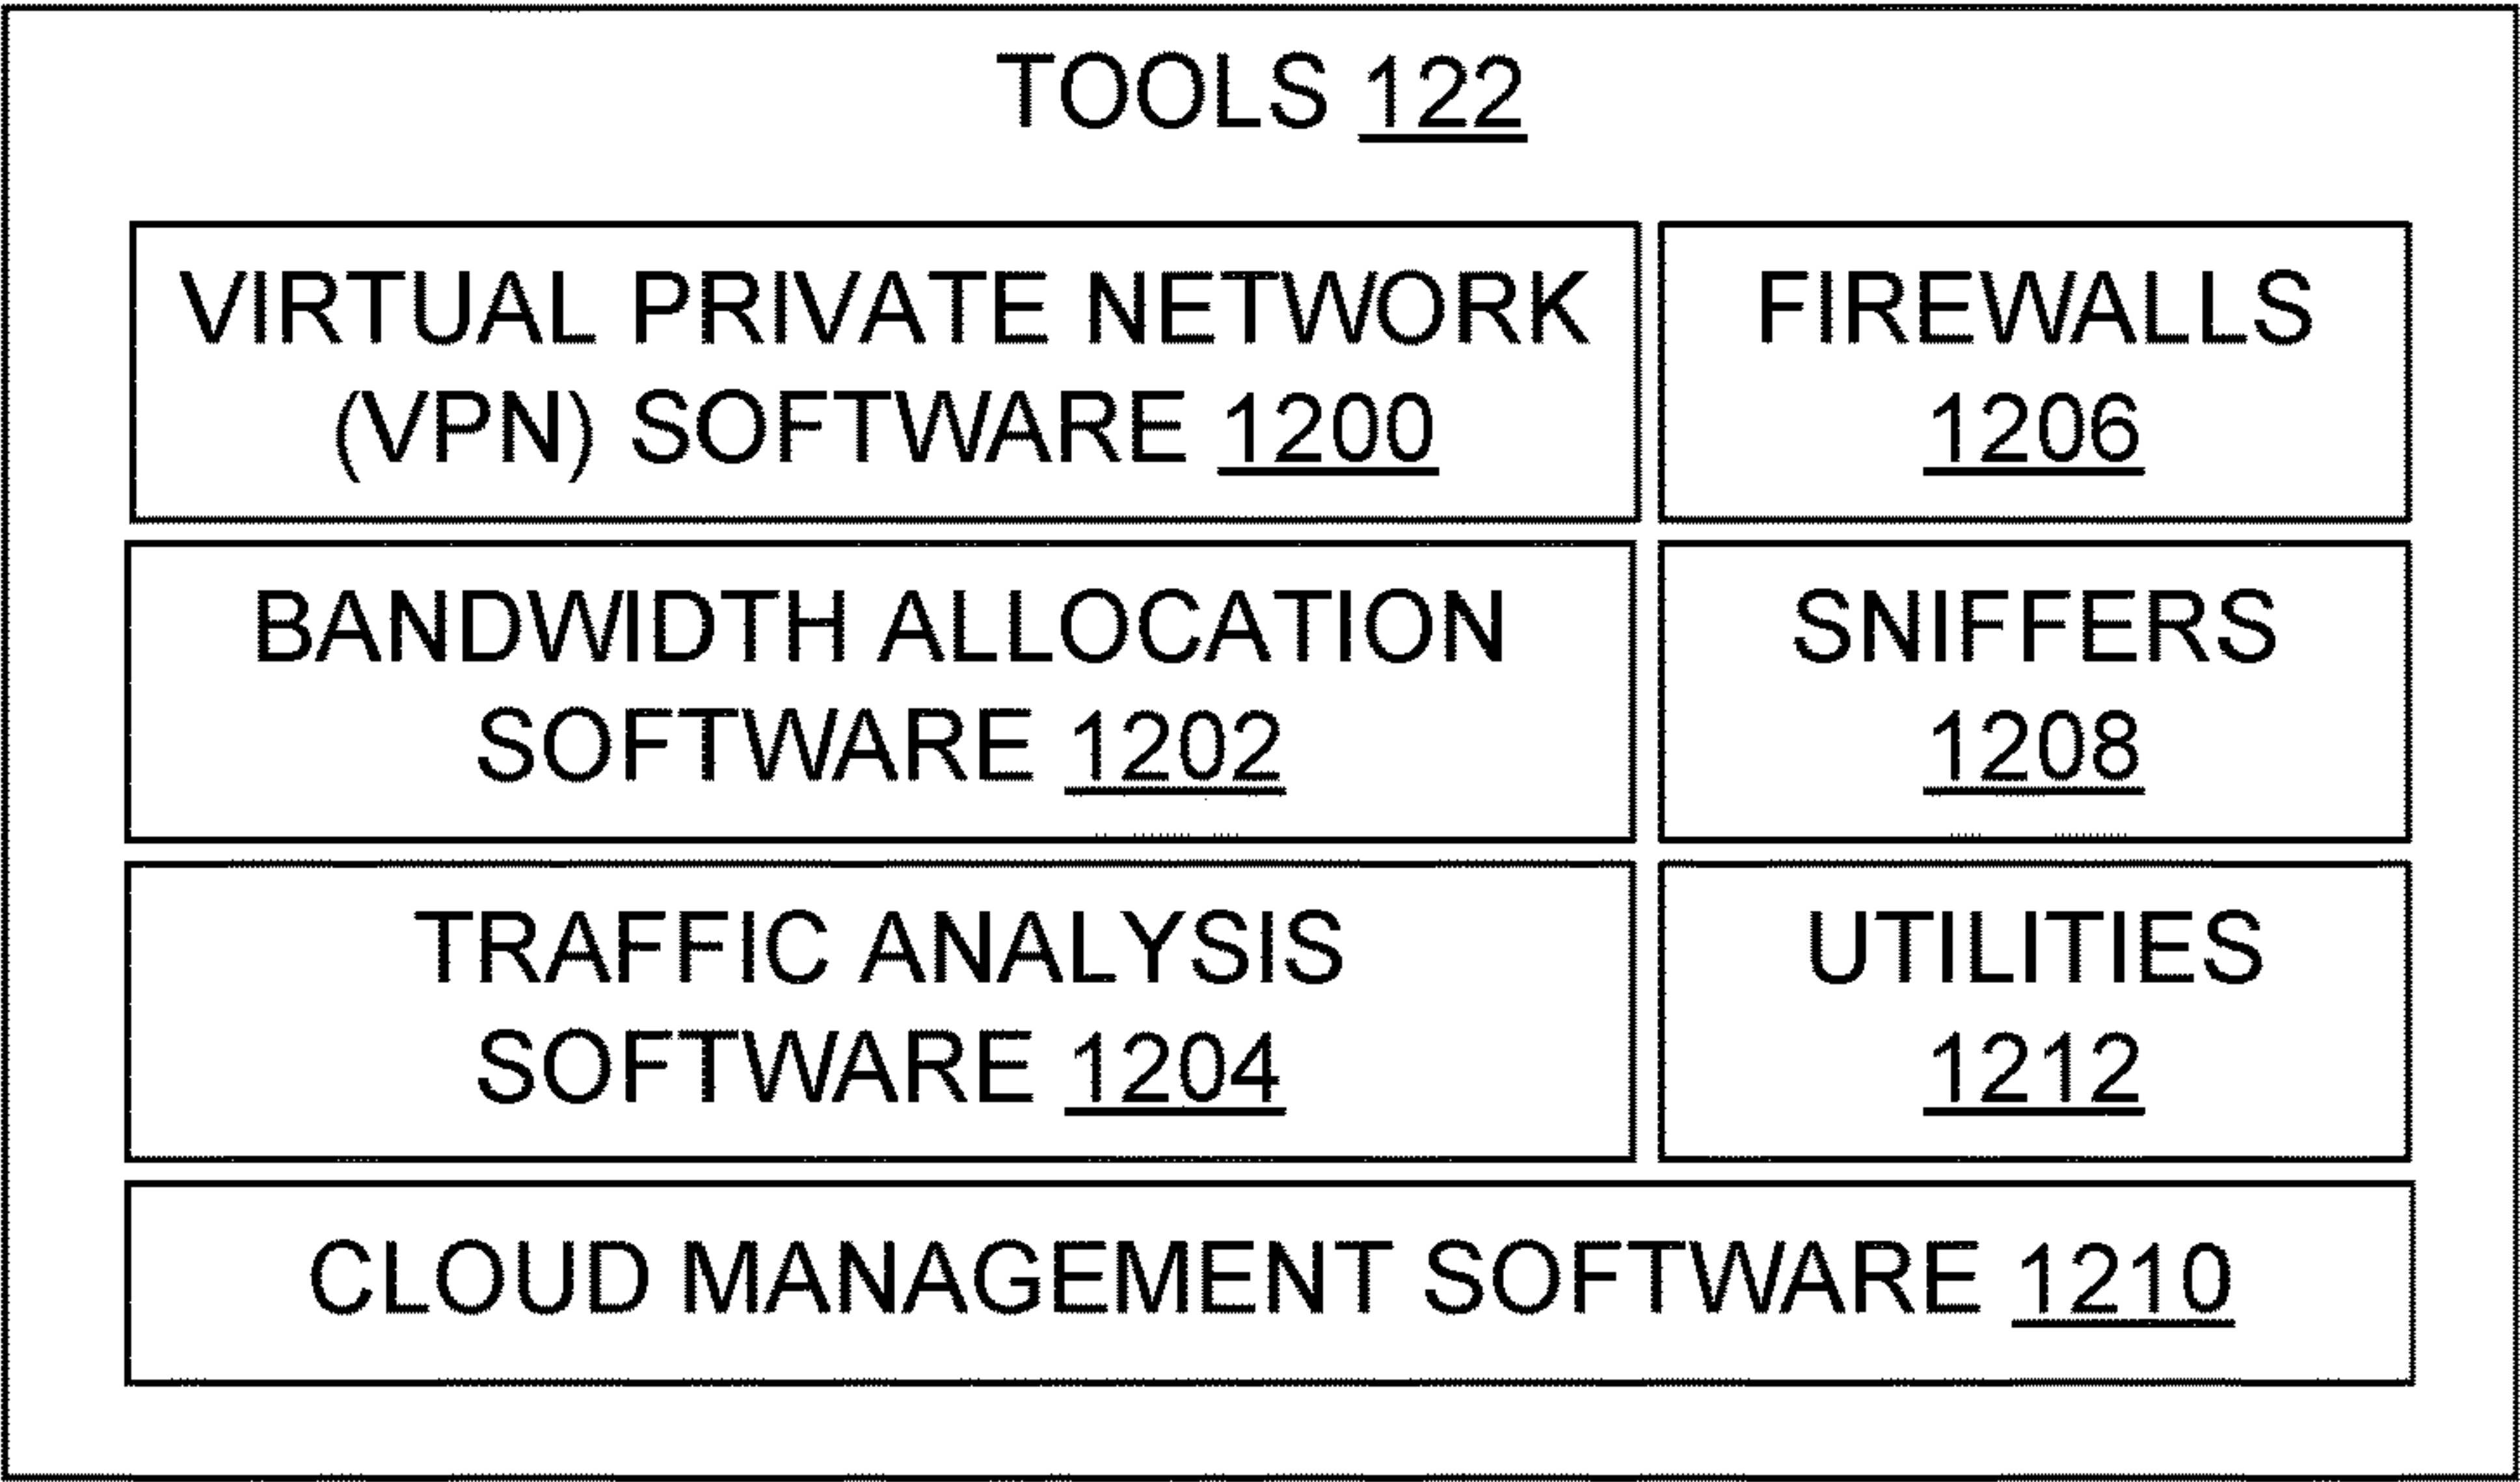 TOOLS 122
VIRTUAL PRIVATE NETWORK
(VPN) SOFTWARE 1200
FIREWALLS
1206
BANDWIDTH ALLOCATION
SOFTWARE 1202
SNIFFERS
1208
TRAFFIC ANALYSIS
SOFTWARE 1204
UTILITIES
1212
CLOUD MANAGEMENT SOFTWARE 1210